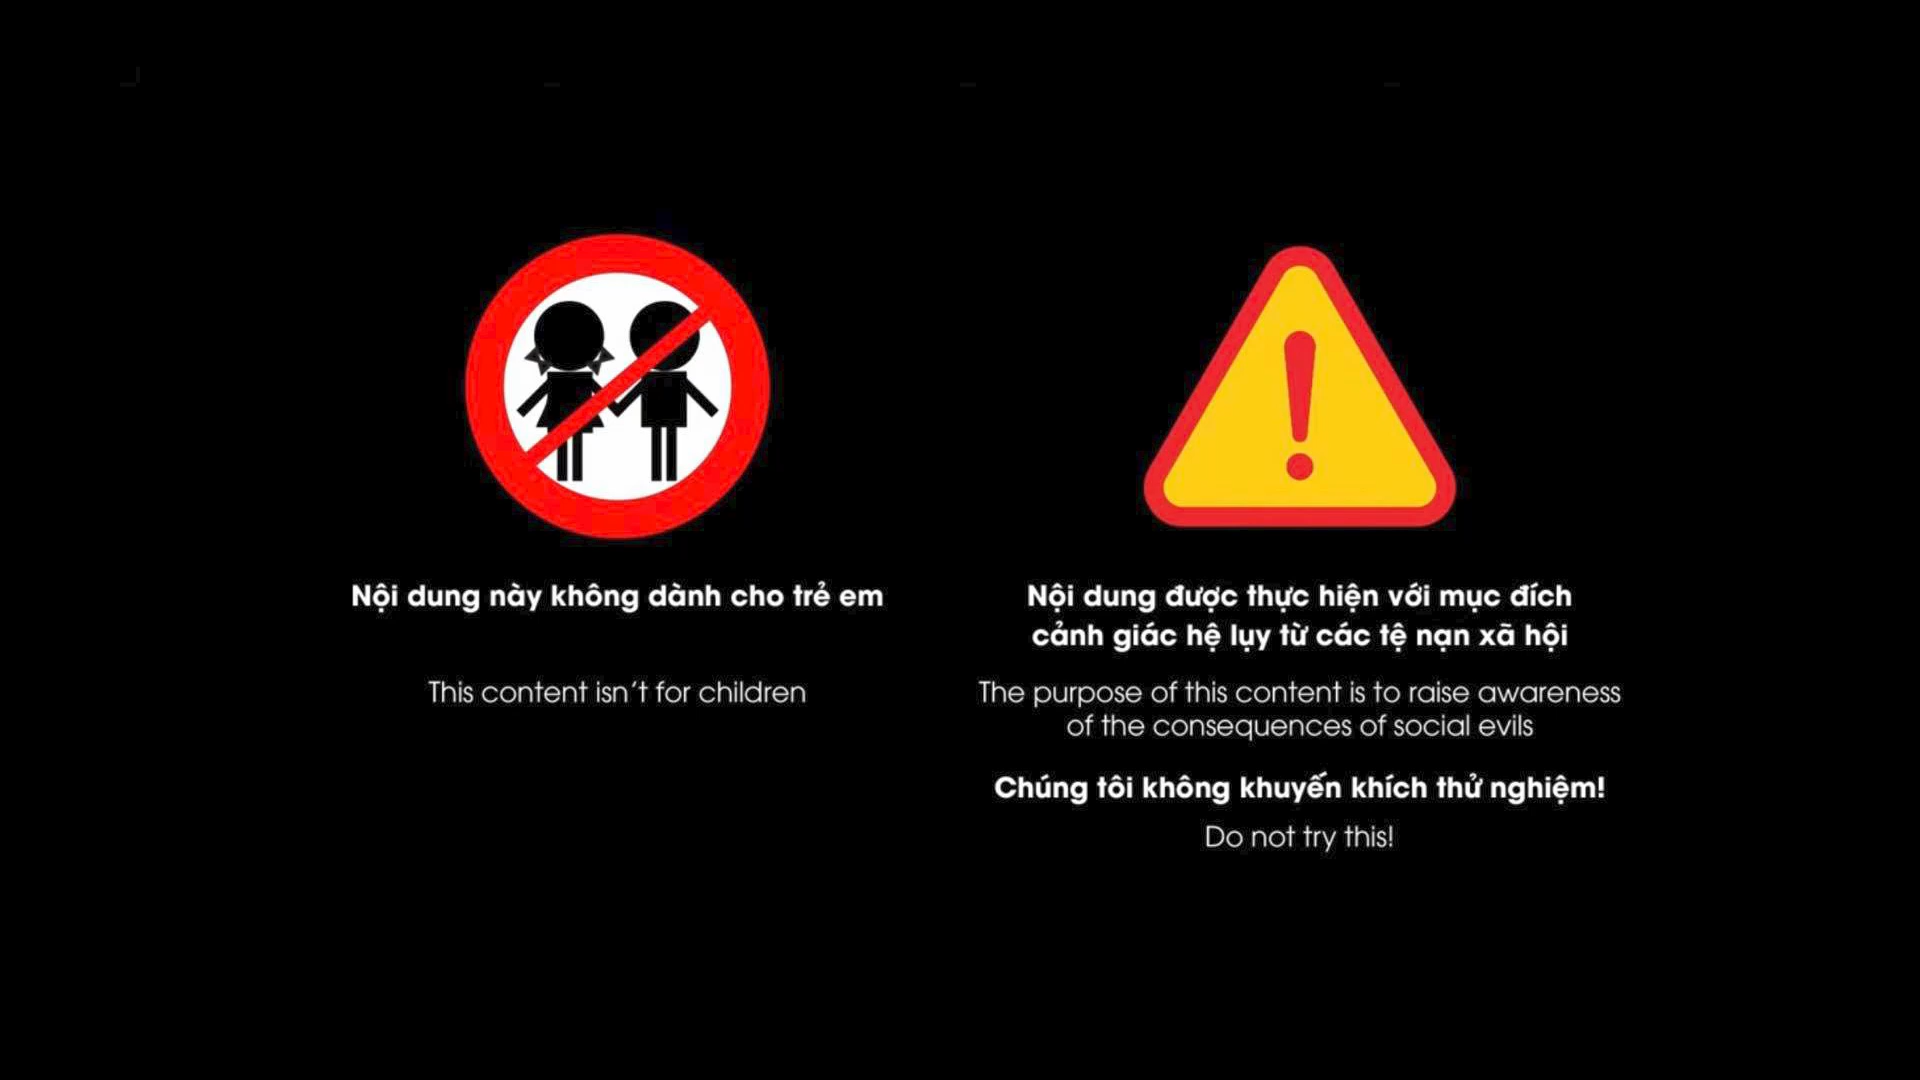 Nội dung này không dành cho trẻ em
This content isn't for children
Nội dung được thực hiện với mục đích
cảnh giác hệ lụy từ các tệ nạn xã hội
The purpose of this content is to raise awareness
of the consequences of social evils
Chúng tôi không khuyến khích thử nghiệm!
Do not try this!